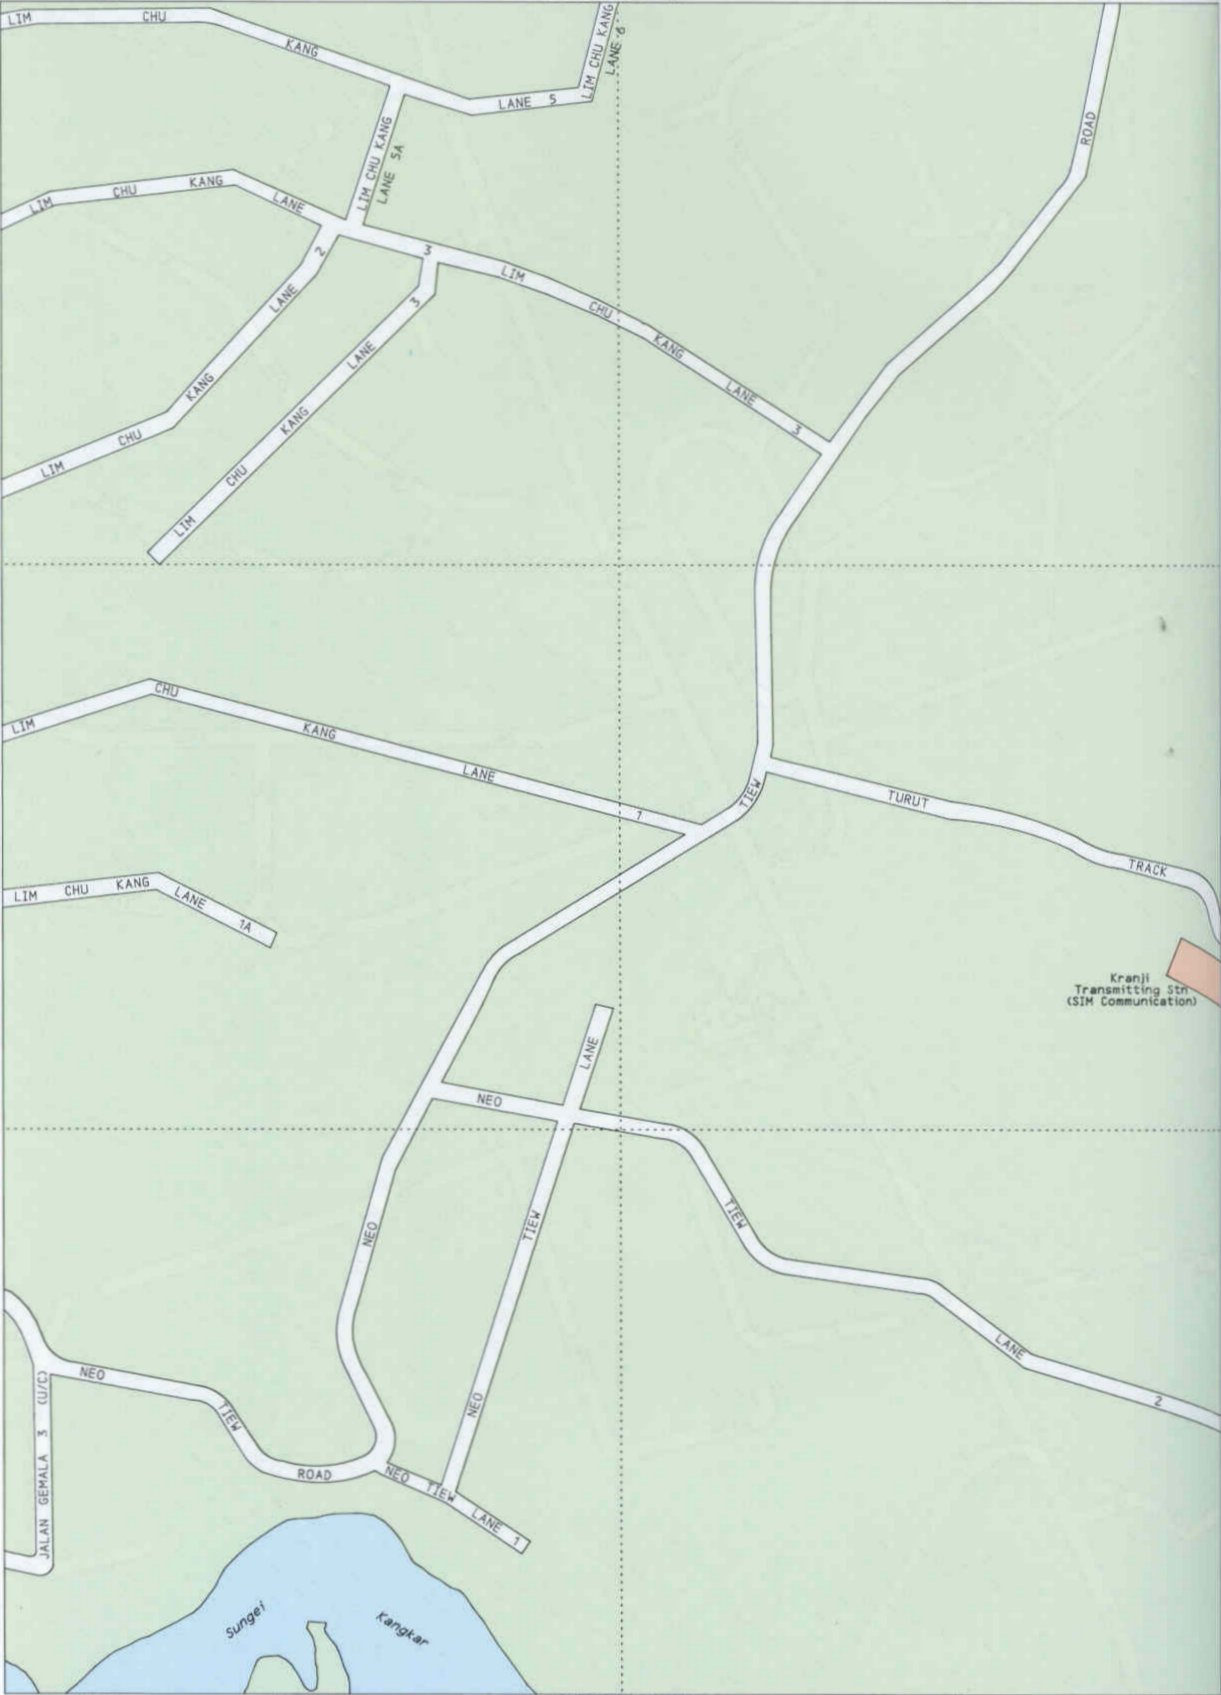 LIM CHU KANG LANE 5
LIM CHU KANG
LANE 6
LIM CHU KANG
LANE 5A
LIM CHU KANG LANE 3
LIM CHU KANG LANE 3
LIM CHU KANG LANE 2
LIM CHU KANG LANE 3
ROAD
LIM CHU KANG LANE 1
TIEW
TURUT TRACK
LIM CHU KANG LANE 1A
Kranji
Transmitting Stn
(SIM Communication)
NEO TIEW LANE
NEO TIEW LANE 2
NEO
NEO TIEW ROAD
JALAN GEMALA 3 (U/C)
NEO TIEW LANE 1
Sungei Kangkar